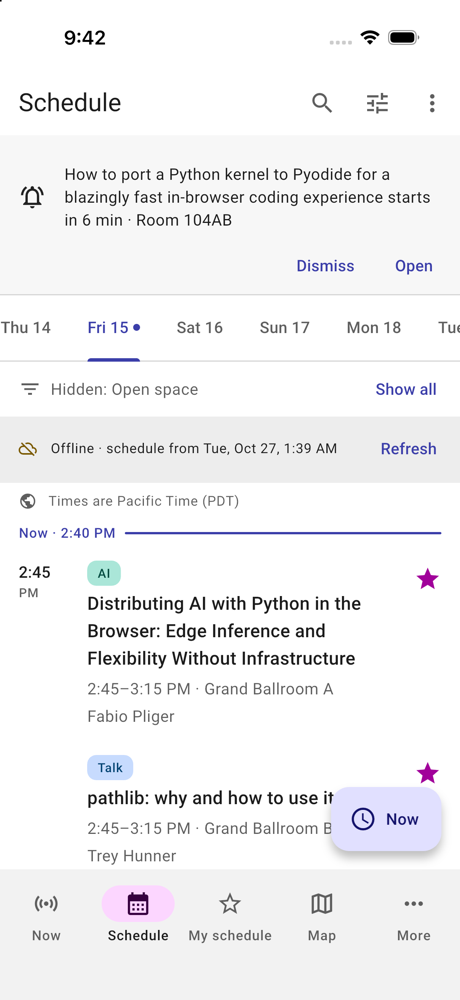 9:42
Schedule
How to port a Python kernel to Pyodide for a
blazingly fast in-browser coding experience starts
in 6 min · Room 104AB
Dismiss
Open
Thu 14
Fri 15
Sat 16
Sun 17
Mon 18
Tue
Hidden: Open space
Show all
Offline · schedule from Tue, Oct 27, 1:39 AM
Refresh
Times are Pacific Time (PDT)
Now · 2:40 PM
2:45
PM
AI
Distributing AI with Python in the
Browser: Edge Inference and
Flexibility Without Infrastructure
2:45–3:15 PM · Grand Ballroom A
Fabio Pliger
Talk
pathlib: why and how to use it
2:45–3:15 PM · Grand Ballroom B
Trey Hunner
Now
Now
Schedule
My schedule
Map
More